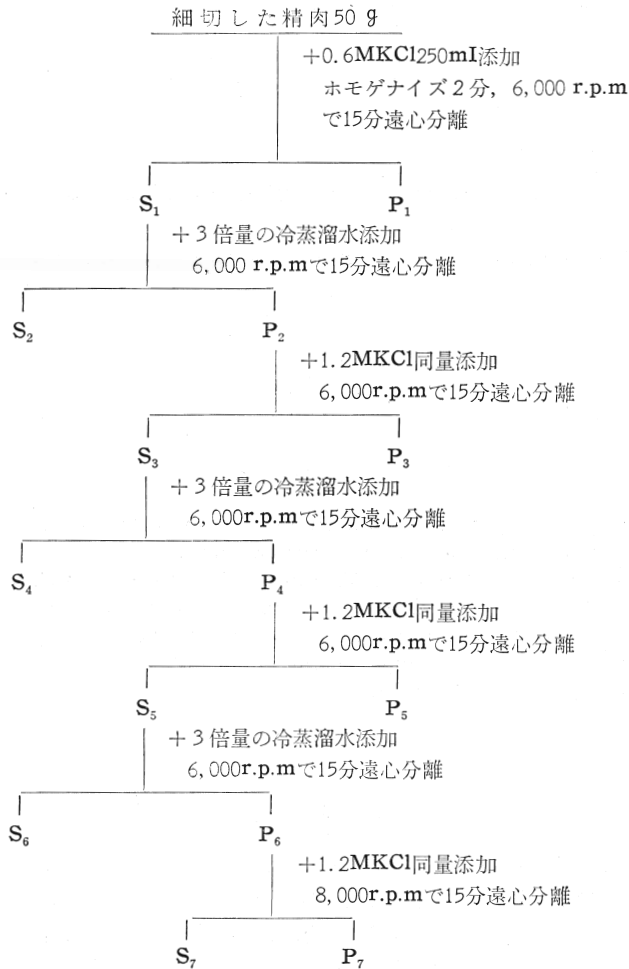 細切した精肉50 g
+0.6MKCl250mI添加
ホモゲナイズ2分, 6,000 r.p.m
で15分遠心分離
S₁ P₁
+3倍量の冷蒸溜水添加
6,000 r.p.mで15分遠心分離
S₂ P₂
+1.2MKCl同量添加
6,000r.p.mで15分遠心分離
S₃ P₃
+3倍量の冷蒸溜水添加
6,000r.p.mで15分遠心分離
S₄ P₄
+1.2MKCl同量添加
6,000r.p.mで15分遠心分離
S₅ P₅
+3倍量の冷蒸溜水添加
6,000r.p.mで15分遠心分離
S₆ P₆
+1.2MKCl同量添加
8,000r.p.mで15分遠心分離
S₇ P₇